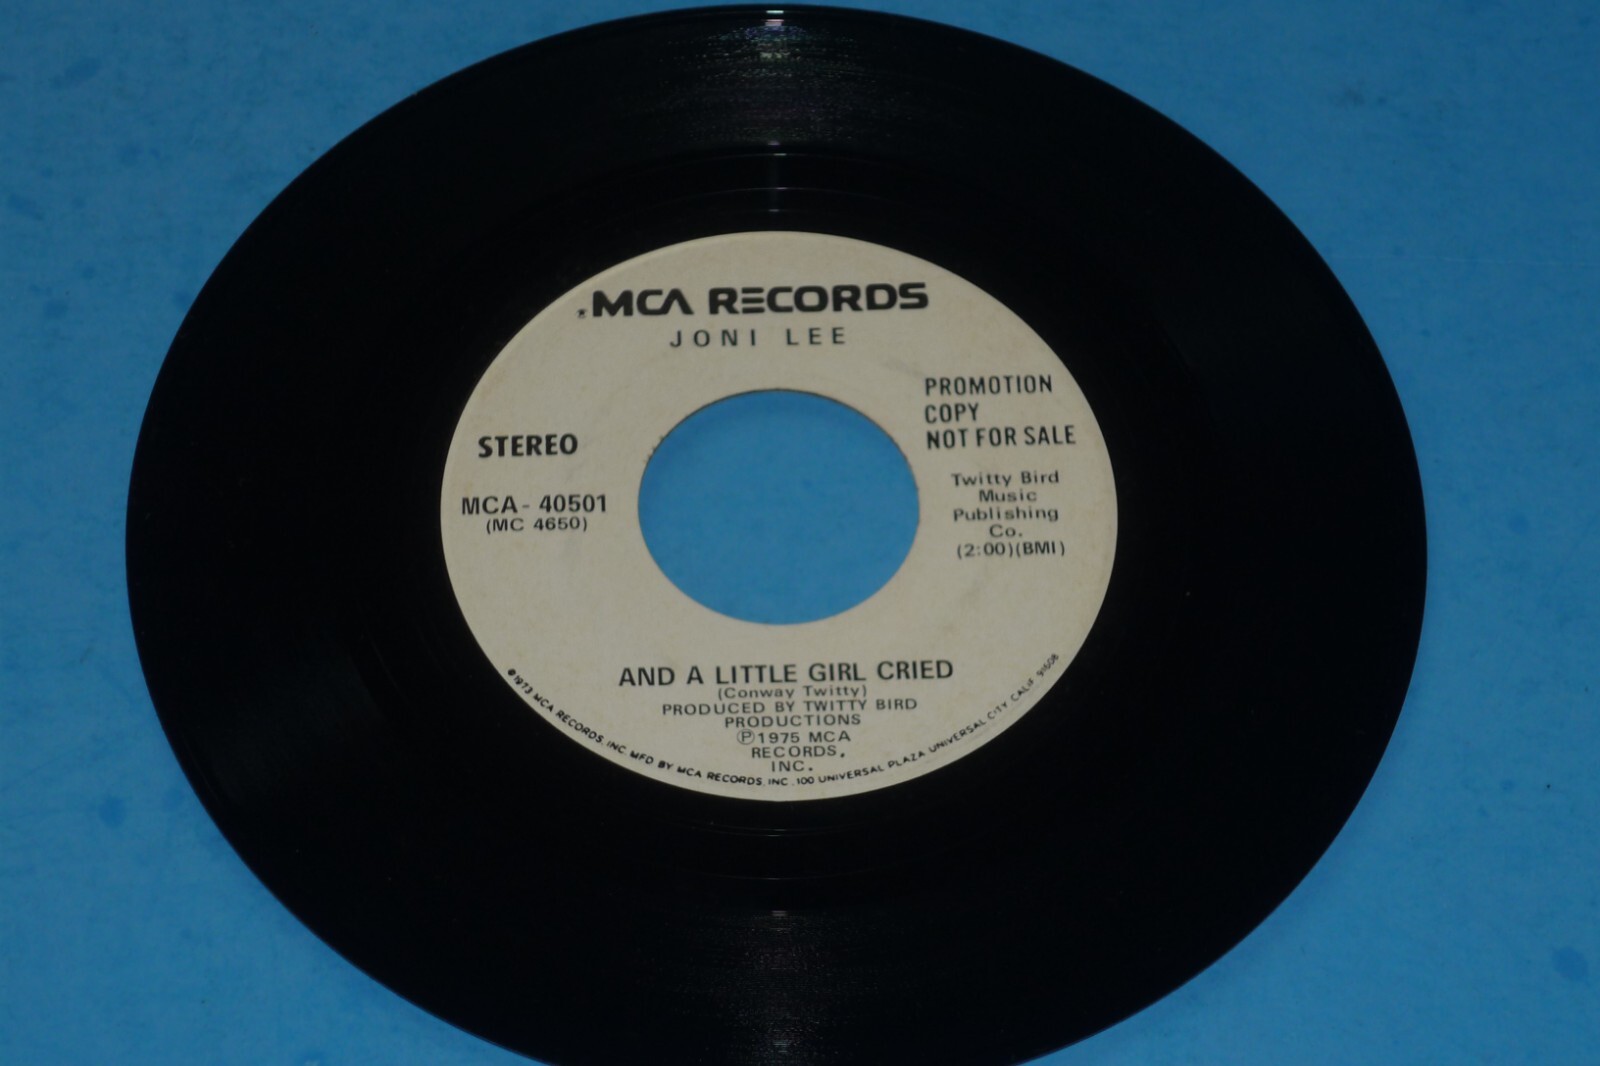 MCA RECORDS
JONI LEE
PROMOTION
COPY
NOT FOR SALE
STEREO
MCA - 40501
(MC 4650)
Twitty Bird
Music
Publishing
Co.
(2:00)(BMI)
AND A LITTLE GIRL CRIED
(Conway Twitty)
PRODUCED BY TWITTY BIRD
PRODUCTIONS
℗1975 MCA
RECORDS,
INC.
©1973 MCA RECORDS, INC. MFD BY MCA RECORDS, INC., 100 UNIVERSAL PLAZA UNIVERSAL CITY CALIF. 91608